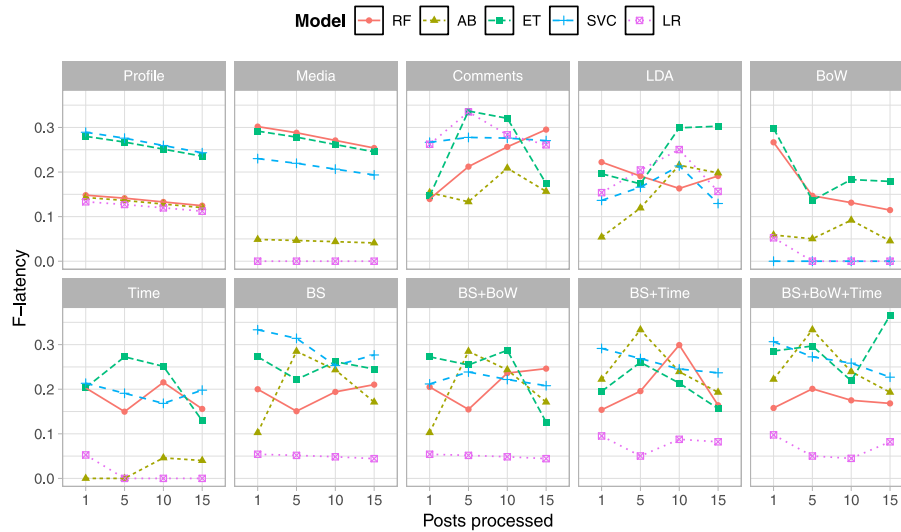 Model RF AB ET SVC LR
Profile Media Comments LDA BoW
0.3
0.2
0.1
0.0
Time BS BS+BoW BS+Time BS+BoW+Time
0.3
0.2
0.1
0.0
1 5 10 15 1 5 10 15 1 5 10 15 1 5 10 15 1 5 10 15
F−latency
Posts processed